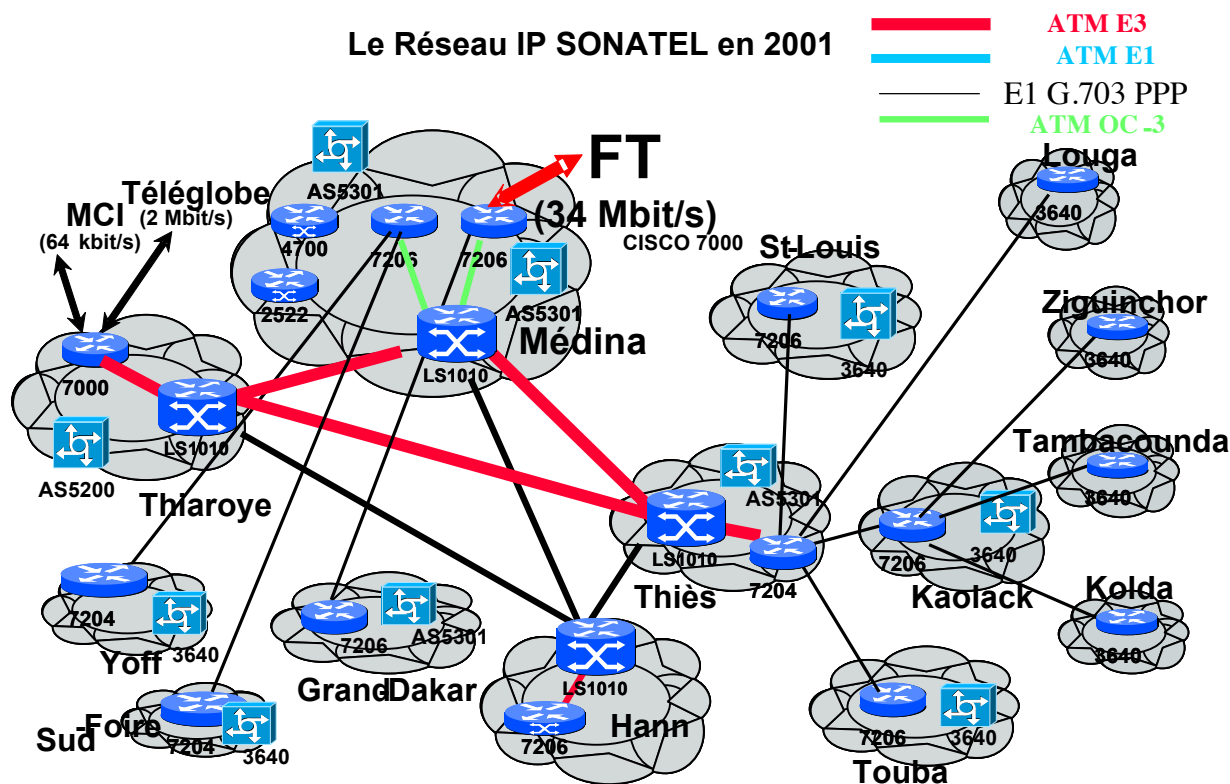 Le Réseau IP SONATEL en 2001
ATM E3
ATM E1
E1 G.703 PPP
ATM OC-3
FT
(34 Mbit/s)
CISCO 7000
Téléglobe
(2 Mbit/s)
MCI
(64 kbit/s)
AS5301
4700
7206
7206
2522
AS5301
Médina
LS1010
7000
LS1010
AS5200
Thiaroye
Louga
3640
St-Louis
7206
3640
Ziguinchor
3640
Tambacounda
3640
AS5301
LS1010
Thiès
7204
3640
7206
Kaolack
Kolda
3640
7204
3640
Yoff
7206
AS5301
Grand-Dakar
LS1010
7206
Hann
Sud-Foire
7204
3640
7206
3640
Touba